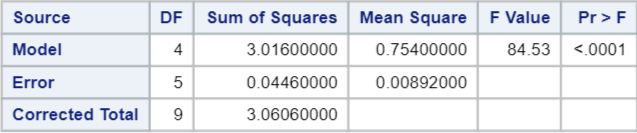 Source DF Sum of Squares Mean Square F Value Pr > F
Model 4 3.01600000 0.75400000 84.53 <.0001
Error 5 0.04460000 0.00892000
Corrected Total 9 3.06060000